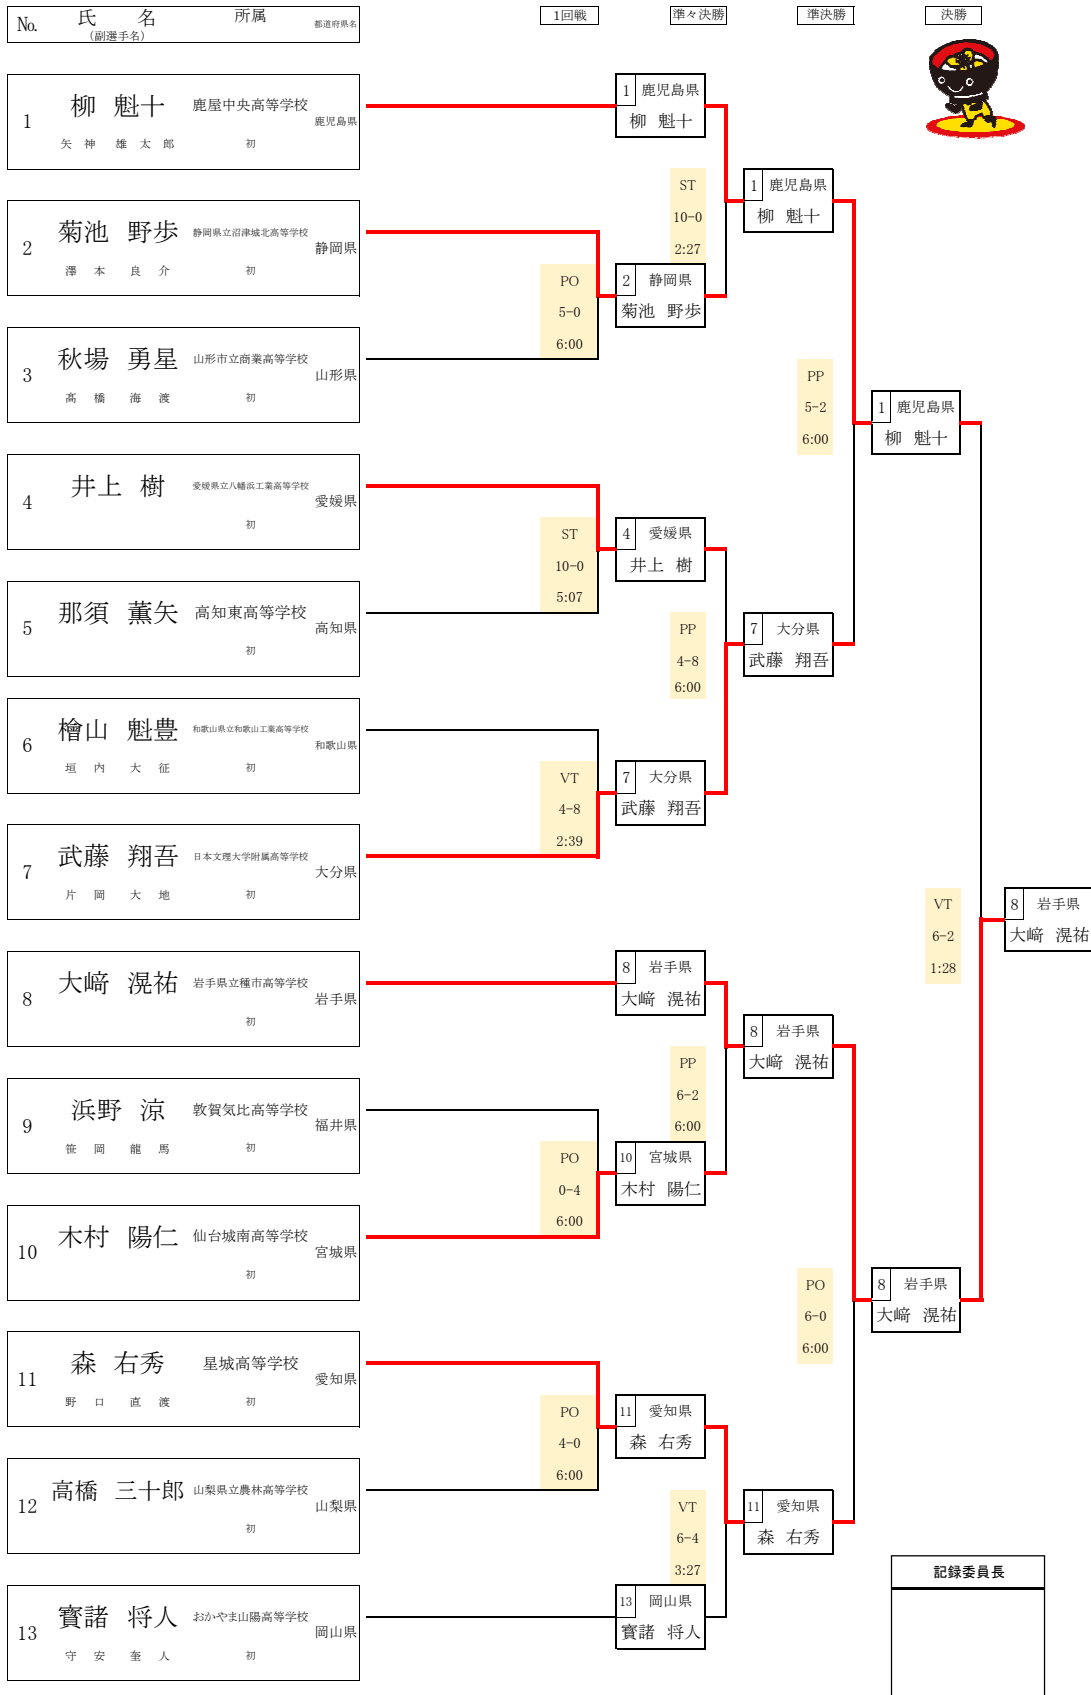 No. 氏 名 所属 都道府県名
(副選手名)
1回戦 準々決勝 準決勝 決勝
1 柳 魁十 鹿屋中央高等学校 鹿児島県
矢神 雄太郎 初
2 菊池 野歩 静岡県立沼津城北高等学校 静岡県
澤本 良介 初
3 秋場 勇星 山形市立商業高等学校 山形県
髙橋 海渡 初
4 井上 樹 愛媛県立八幡浜工業高等学校 愛媛県
初
5 那須 薫矢 高知東高等学校 高知県
初
6 檜山 魁豊 和歌山県立和歌山工業高等学校 和歌山県
垣内 大征 初
7 武藤 翔吾 日本文理大学附属高等学校 大分県
片岡 大地 初
8 大﨑 滉祐 岩手県立種市高等学校 岩手県
初
9 浜野 涼 敦賀気比高等学校 福井県
笹岡 龍馬 初
10 木村 陽仁 仙台城南高等学校 宮城県
初
11 森 右秀 星城高等学校 愛知県
野口 直渡 初
12 高橋 三十郎 山梨県立農林高等学校 山梨県
初
13 寳諸 将人 おかやま山陽高等学校 岡山県
守安 奎人 初
PO
5-0
6:00
ST
10-0
5:07
VT
4-8
2:39
PO
0-4
6:00
PO
4-0
6:00
1 鹿児島県
柳 魁十
2 静岡県
菊池 野歩
4 愛媛県
井上 樹
7 大分県
武藤 翔吾
8 岩手県
大﨑 滉祐
10 宮城県
木村 陽仁
11 愛知県
森 右秀
13 岡山県
寳諸 将人
ST
10-0
2:27
PP
4-8
6:00
PP
6-2
6:00
VT
6-4
3:27
1 鹿児島県
柳 魁十
7 大分県
武藤 翔吾
8 岩手県
大﨑 滉祐
11 愛知県
森 右秀
PP
5-2
6:00
PO
6-0
6:00
1 鹿児島県
柳 魁十
8 岩手県
大﨑 滉祐
VT
6-2
1:28
8 岩手県
大﨑 滉祐
記録委員長